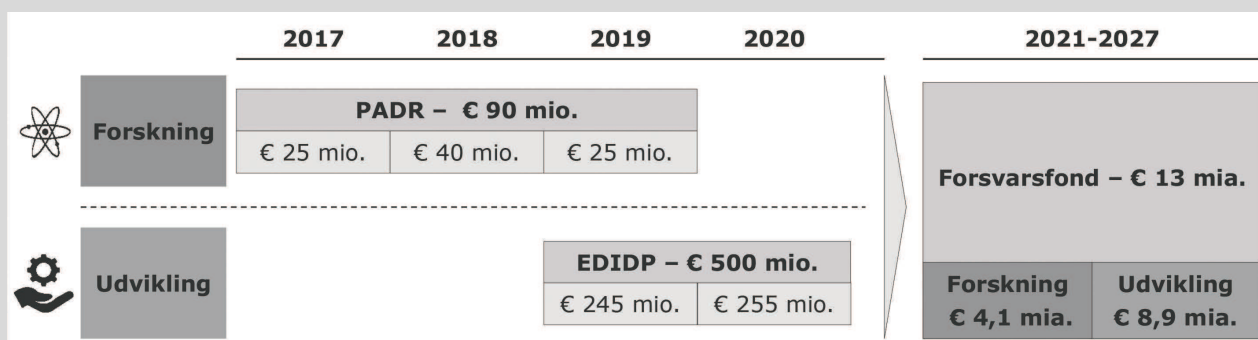 2017 2018 2019 2020 2021-2027
Forskning
PADR – € 90 mio.
€ 25 mio. € 40 mio. € 25 mio.
Udvikling
EDIDP – € 500 mio.
€ 245 mio. € 255 mio.
Forsvarsfond – € 13 mia.
Forskning
€ 4,1 mia.
Udvikling
€ 8,9 mia.